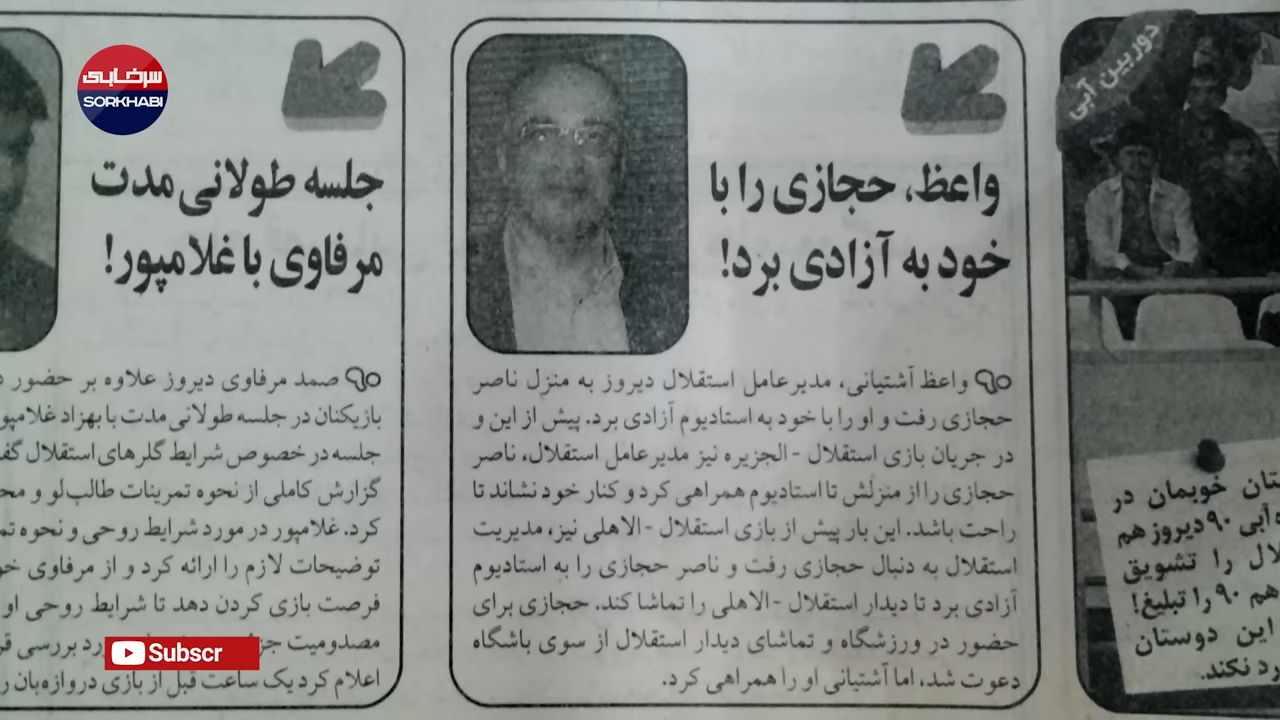 سرخابی
SORKHABI
دوربین آبی
واعظ، حجازی را با
خود به آزادی برد!
واعظ آشتیانی، مدیرعامل استقلال دیروز به منزل ناصر
حجازی رفت و او را با خود به استادیوم آزادی برد. پیش از این و
در جریان بازی استقلال - الجزیره نیز مدیرعامل استقلال، ناصر
حجازی را از منزلش تا استادیوم همراهی کرد و کنار خود نشاند تا
راحت باشد. این بار پیش از بازی استقلال - الاهلی نیز، مدیریت
استقلال به دنبال حجازی رفت و ناصر حجازی را به استادیوم
آزادی برد تا دیدار استقلال - الاهلی را تماشا کند. حجازی برای
حضور در ورزشگاه و تماشای دیدار استقلال از سوی باشگاه
دعوت شد، اما آشتیانی او را همراهی کرد.
جلسه طولانی مدت
مرفاوی با غلامپور!
صمد مرفاوی دیروز علاوه بر حضور
بازیکنان در جلسه طولانی مدت با بهزاد غلامپو
جلسه در خصوص شرایط گلرهای استقلال
گزارش کاملی از نحوه تمرینات طالب‌لو و
کرد. غلامپور در مورد شرایط روحی و نحوه
توضیحات لازم را ارائه کرد و از مرفاوی
فرصت بازی کردن دهد تا شرایط روحی او
مصدومیت
بررسی
اعلام کرد یک ساعت قبل از بازی دروازه‌بان
خوبمان در
آبی ۹۰ دیروز هم
را تشویق
هم ۹۰ را تبلیغ!
این دوستان
نکنند.
Subscr